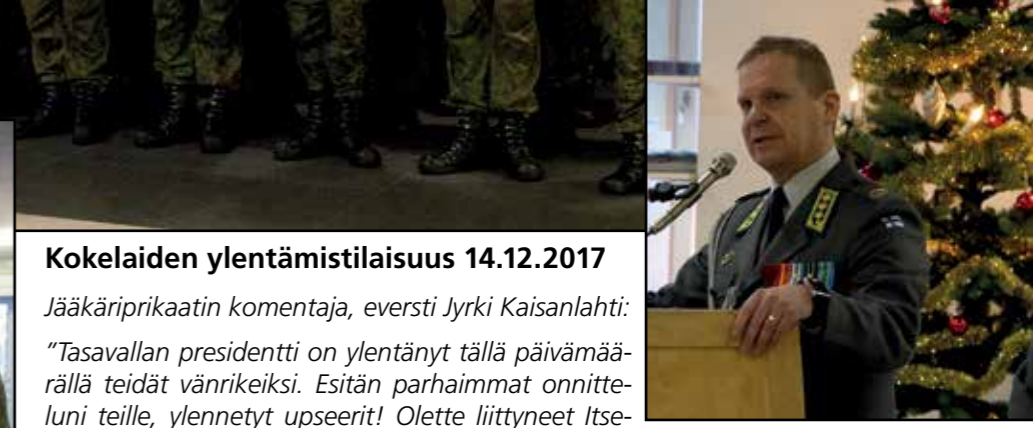 Kokelaiden ylentämistilaisuus 14.12.2017
Jääkäriprikaatin komentaja, eversti Jyrki Kaisanlahti:
"Tasavallan presidentti on ylentänyt tällä päivämää-
rällä teidät vänrikeiksi. Esitän parhaimmat onnitte-
luni teille, ylennetyt upseerit! Olette liittyneet Itse-